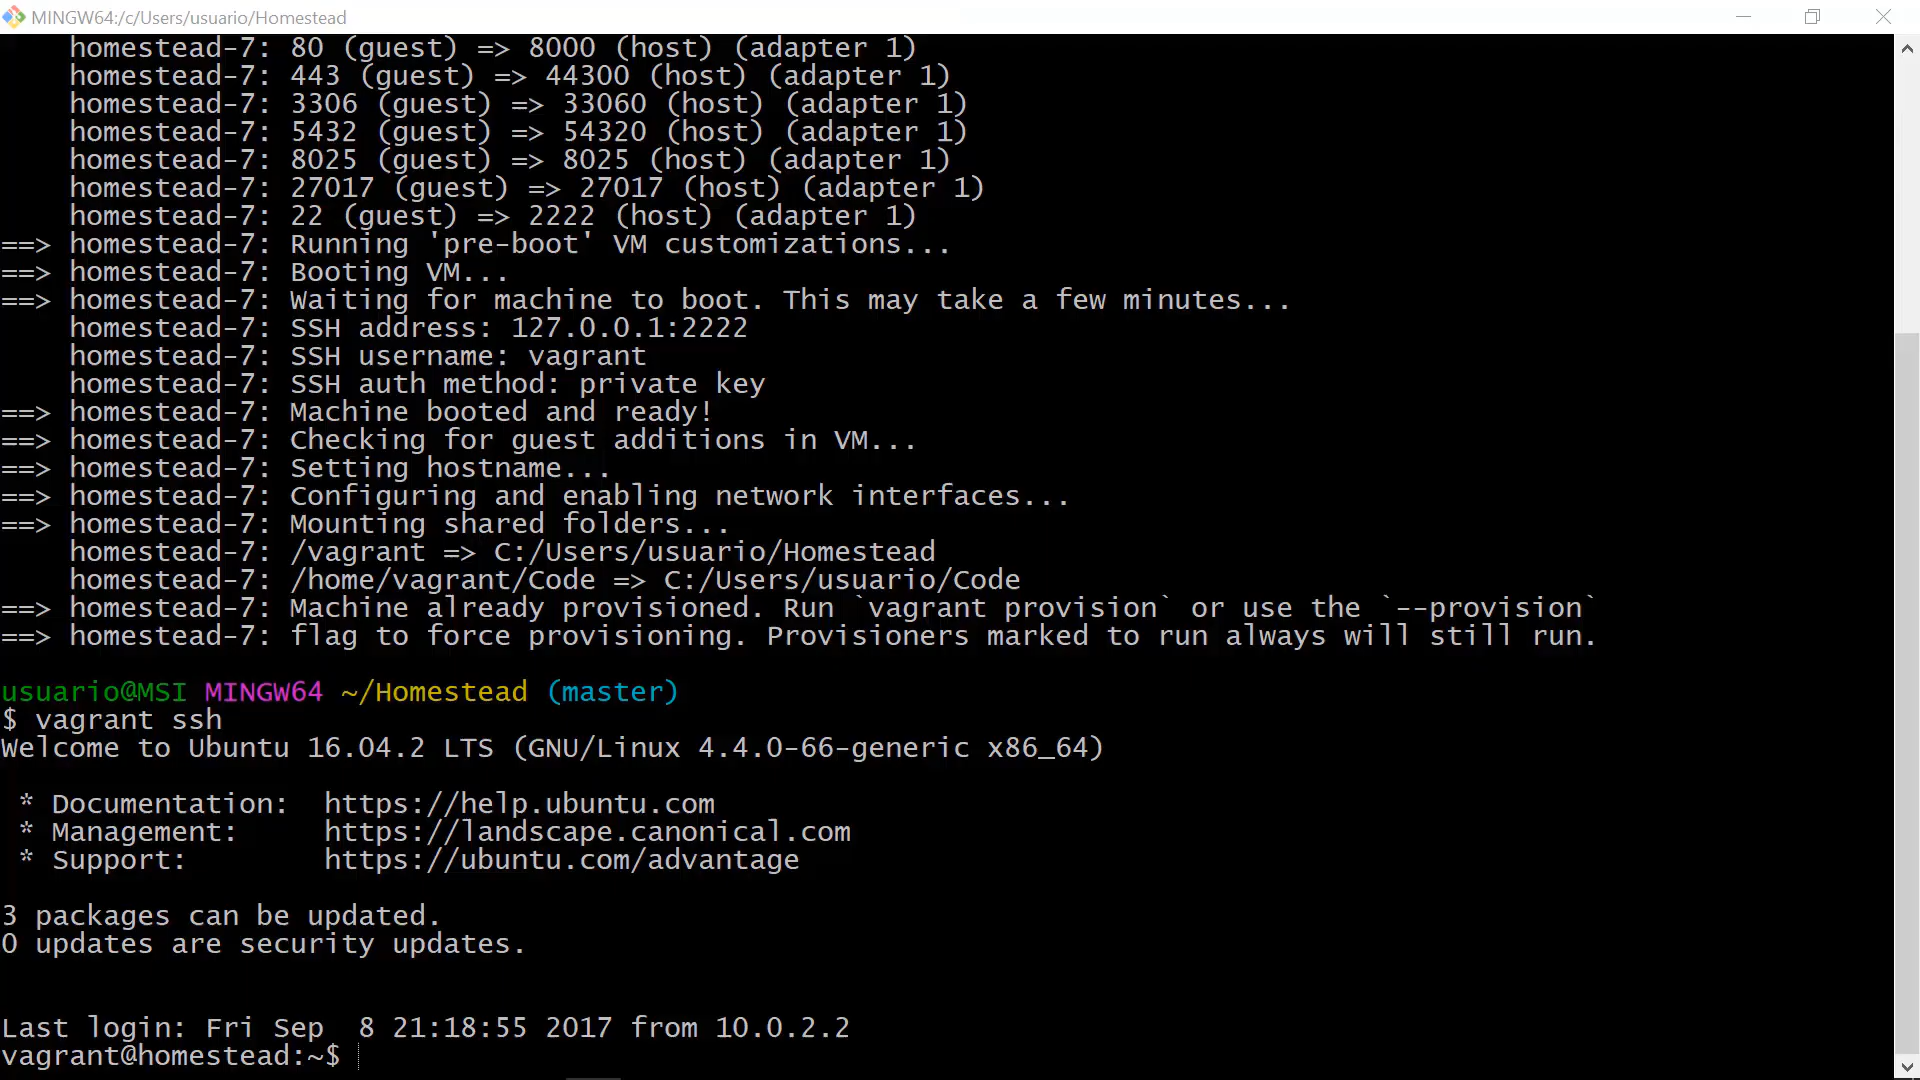 MINGW64:/c/Users/usuario/Homestead
homestead-7: 80 (guest) => 8000 (host) (adapter 1)
homestead-7: 443 (guest) => 44300 (host) (adapter 1)
homestead-7: 3306 (guest) => 33060 (host) (adapter 1)
homestead-7: 5432 (guest) => 54320 (host) (adapter 1)
homestead-7: 8025 (guest) => 8025 (host) (adapter 1)
homestead-7: 27017 (guest) => 27017 (host) (adapter 1)
homestead-7: 22 (guest) => 2222 (host) (adapter 1)
==> homestead-7: Running 'pre-boot' VM customizations...
==> homestead-7: Booting VM...
==> homestead-7: Waiting for machine to boot. This may take a few minutes...
homestead-7: SSH address: 127.0.0.1:2222
homestead-7: SSH username: vagrant
homestead-7: SSH auth method: private key
==> homestead-7: Machine booted and ready!
==> homestead-7: Checking for guest additions in VM...
==> homestead-7: Setting hostname...
==> homestead-7: Configuring and enabling network interfaces...
==> homestead-7: Mounting shared folders...
homestead-7: /vagrant => C:/Users/usuario/Homestead
homestead-7: /home/vagrant/Code => C:/Users/usuario/Code
==> homestead-7: Machine already provisioned. Run `vagrant provision` or use the `--provision`
==> homestead-7: flag to force provisioning. Provisioners marked to run always will still run.
usuario@MSI MINGW64 ~/Homestead (master)
$ vagrant ssh
Welcome to Ubuntu 16.04.2 LTS (GNU/Linux 4.4.0-66-generic x86_64)
* Documentation:  https://help.ubuntu.com
* Management:     https://landscape.canonical.com
* Support:        https://ubuntu.com/advantage
3 packages can be updated.
0 updates are security updates.
Last login: Fri Sep  8 21:18:55 2017 from 10.0.2.2
vagrant@homestead:~$